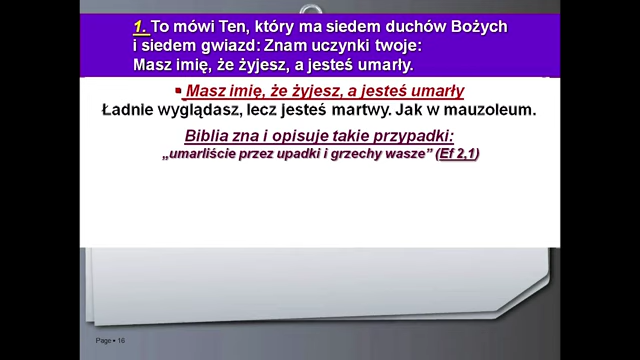 1. To mówi Ten, który ma siedem duchów Bożych
i siedem gwiazd: Znam uczynki twoje:
Masz imię, że żyjesz, a jesteś umarły.
▪ Masz imię, że żyjesz, a jesteś umarły
Ładnie wyglądasz, lecz jesteś martwy. Jak w mauzoleum.
Biblia zna i opisuje takie przypadki:
„umarliście przez upadki i grzechy wasze” (Ef 2,1)
Page ▪ 16